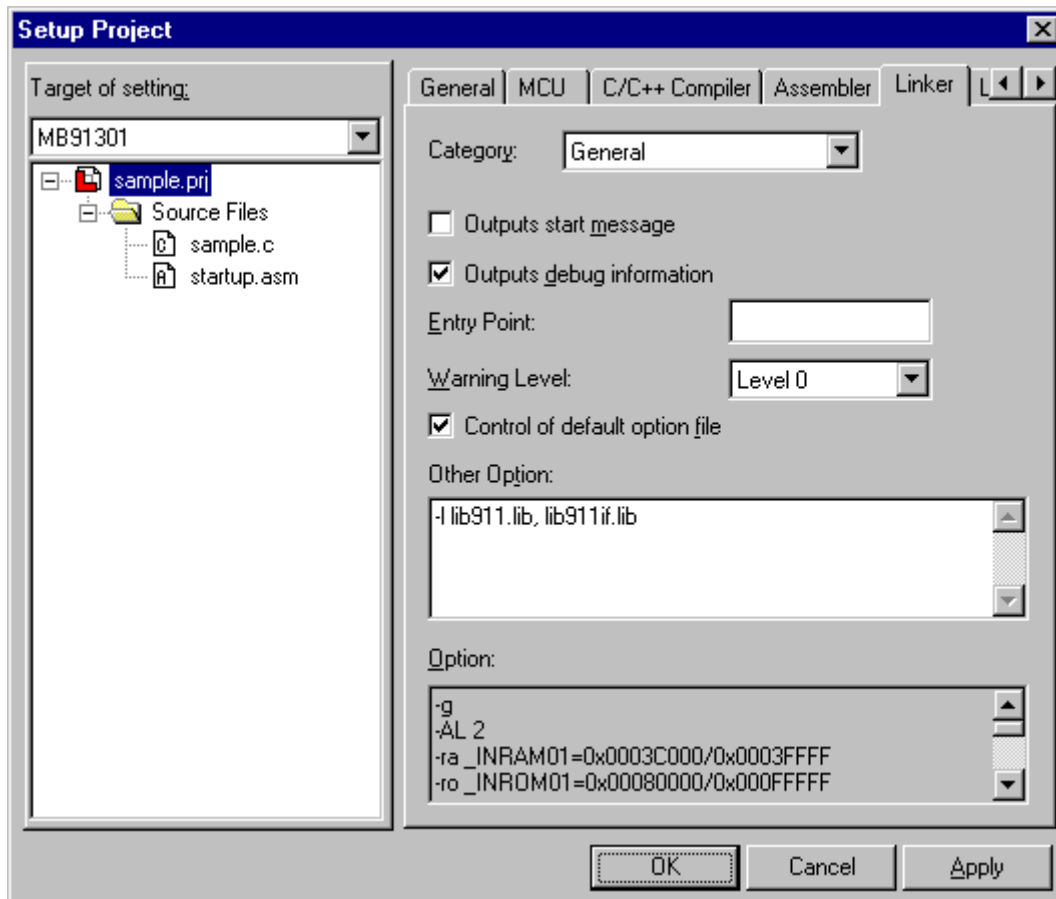 Setup Project
Target of setting:
MB91301
sample.prj
Source Files
sample.c
startup.asm
General MCU C/C++ Compiler Assembler Linker L
Category: General
Outputs start message
Outputs debug information
Entry Point:
Warning Level: Level 0
Control of default option file
Other Option:
-l lib911.lib, lib911if.lib
Option:
-g
-AL 2
-ra _INRAM01=0x0003C000/0x0003FFFF
-ro _INROM01=0x00080000/0x000FFFFF
OK Cancel Apply